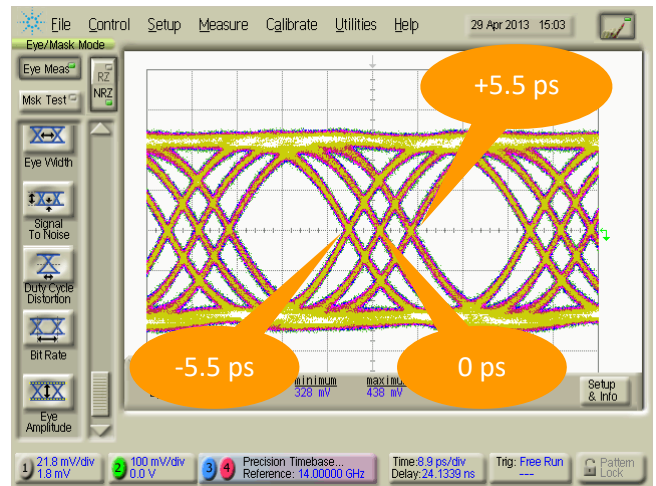 File Control Setup Measure Calibrate Utilities Help 29 Apr 2013 15:03
Eye/Mask Mode
Eye Meas
RZ
Msk Test
NRZ
+5.5 ps
Eye Width
Signal
To Noise
Duty Cycle
Distortion
Bit Rate
-5.5 ps
0 ps
minimum
328 mV 438 mV
Setup
& Info
Eye
Amplitude
1 21.8 mV/div
1.8 mV
2 100 mV/div
0.0 V
3 4 Precision Timebase...
Reference: 14.00000 GHz
Time:8.9 ps/div
Delay:24.1339 ns
Trig: Free Run
---
Pattern
Lock